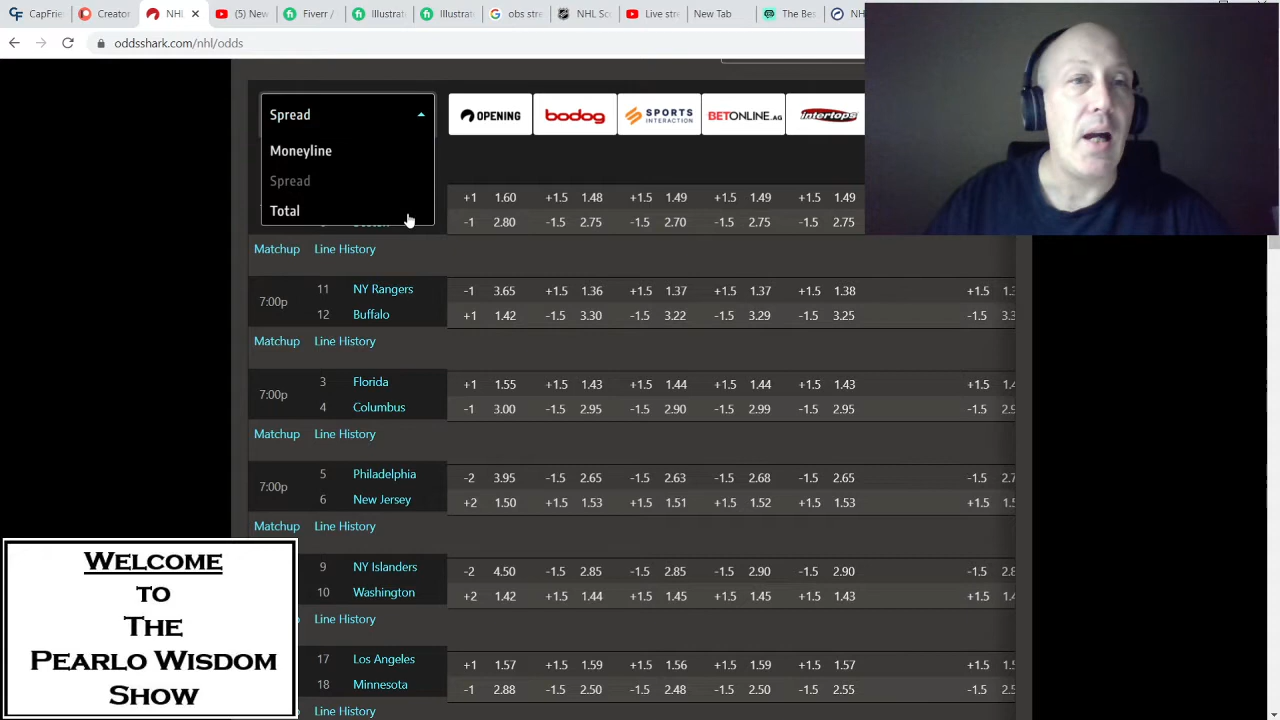 CapFrie
Creator
NHL
(5) New
Fiverr /
Illustrat
Illustrat
obs stre
NHL Sc
Live stre
New Tab
The Bes
NH
oddsshark.com/nhl/odds
Spread
Moneyline
Spread
Total
OPENING bodog SPORTS INTERACTION BETONLINE.AG intertops
+1 1.60 +1.5 1.48 -1.5 1.49 +1.5 1.49 +1.5 1.49
-1 2.80 -1.5 2.75 -1.5 2.70 -1.5 2.75 -1.5 2.75
Matchup Line History
7:00p
11 NY Rangers -1 3.65 +1.5 1.36 -1.5 1.37 +1.5 1.37 +1.5 1.38 +1.5
12 Buffalo +1 1.42 -1.5 3.30 -1.5 3.22 -1.5 3.29 -1.5 3.25 -1.5
Matchup Line History
7:00p
3 Florida +1 1.55 +1.5 1.43 -1.5 1.44 +1.5 1.44 +1.5 1.43 +1.5
4 Columbus -1 3.00 -1.5 2.95 -1.5 2.90 -1.5 2.99 -1.5 2.95 -1.5
Matchup Line History
7:00p
5 Philadelphia -2 3.95 -1.5 2.65 -1.5 2.63 -1.5 2.68 -1.5 2.65 -1.5
6 New Jersey +2 1.50 +1.5 1.53 +1.5 1.51 +1.5 1.52 +1.5 1.53 +1.5
Matchup Line History
9 NY Islanders -2 4.50 -1.5 2.85 -1.5 2.85 -1.5 2.90 -1.5 2.90 -1.5
10 Washington +2 1.42 +1.5 1.44 +1.5 1.45 +1.5 1.45 +1.5 1.43 +1.5
Line History
17 Los Angeles +1 1.57 +1.5 1.59 -1.5 1.56 +1.5 1.59 +1.5 1.57 +1.5
18 Minnesota -1 2.88 -1.5 2.50 -1.5 2.48 -1.5 2.50 -1.5 2.55 -1.5
Line History
WELCOME
TO
THE
PEARLO WISDOM
SHOW